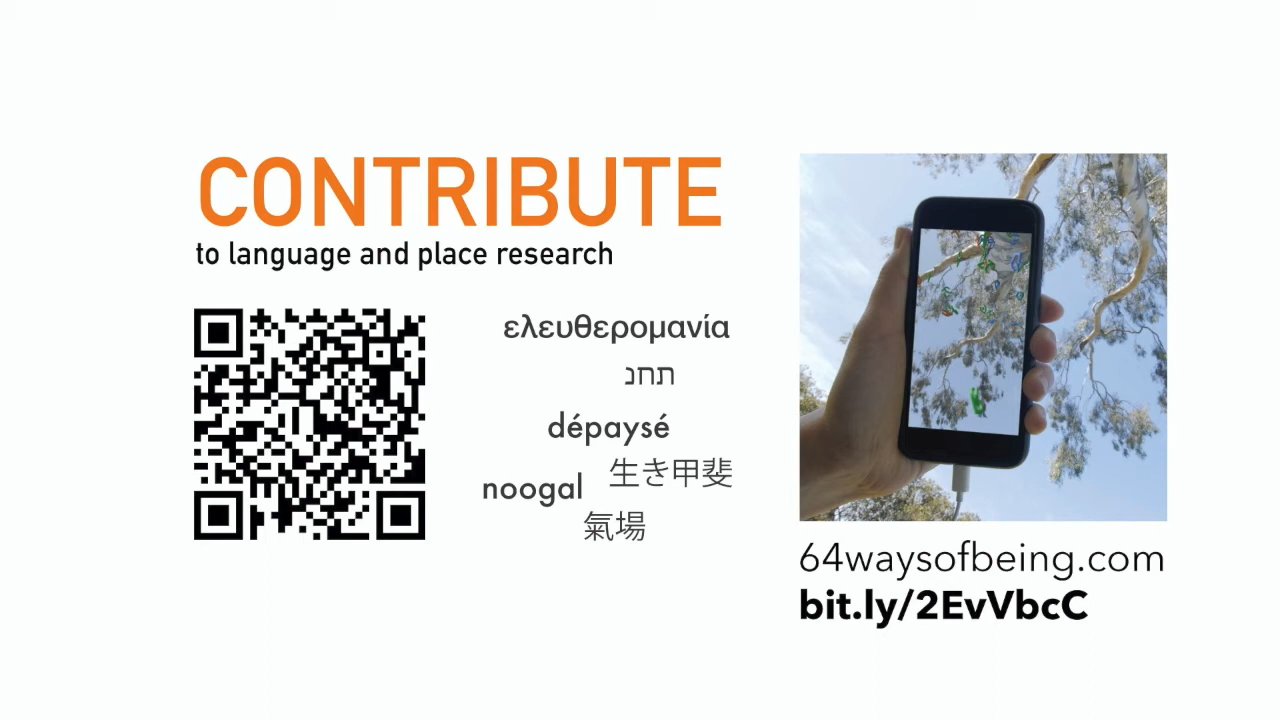 CONTRIBUTE
to language and place research
ελευθερομανία
נחת
dépaysé
生き甲斐
noogal
氣場
64waysofbeing.com
bit.ly/2EvVbcC